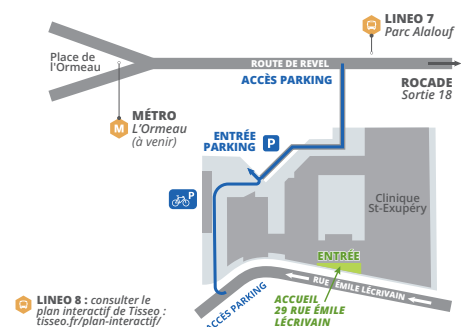 LINEO 7
Parc Alalouf
Place de
l'Ormeau
ROUTE DE REVEL
ACCÈS PARKING
ROCADE
Sortie 18
MÉTRO
L'Ormeau
(à venir)
M
ENTRÉE
PARKING
P
P
Clinique
St-Exupéry
ENTRÉE
RUE ÉMILE LÉCRIVAIN
ACCUEIL
29 RUE ÉMILE
LÉCRIVAIN
ACCÈS PARKING
LINEO 8 : consulter le
plan interactif de Tisseo :
tisseo.fr/plan-interactif/